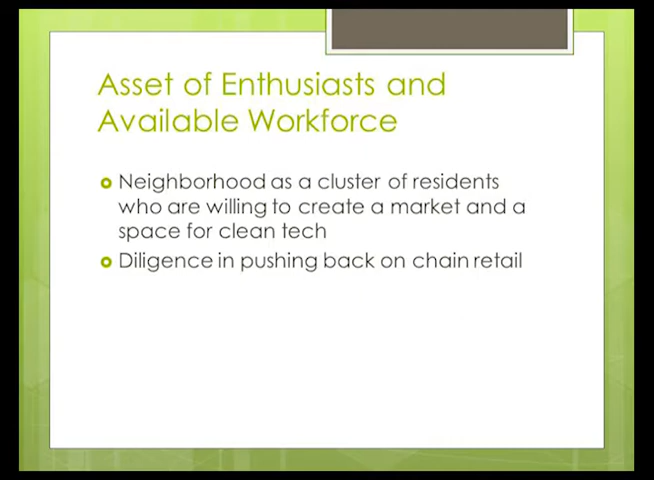 Asset of Enthusiasts and
Available Workforce
Neighborhood as a cluster of residents
who are willing to create a market and a
space for clean tech
Diligence in pushing back on chain retail